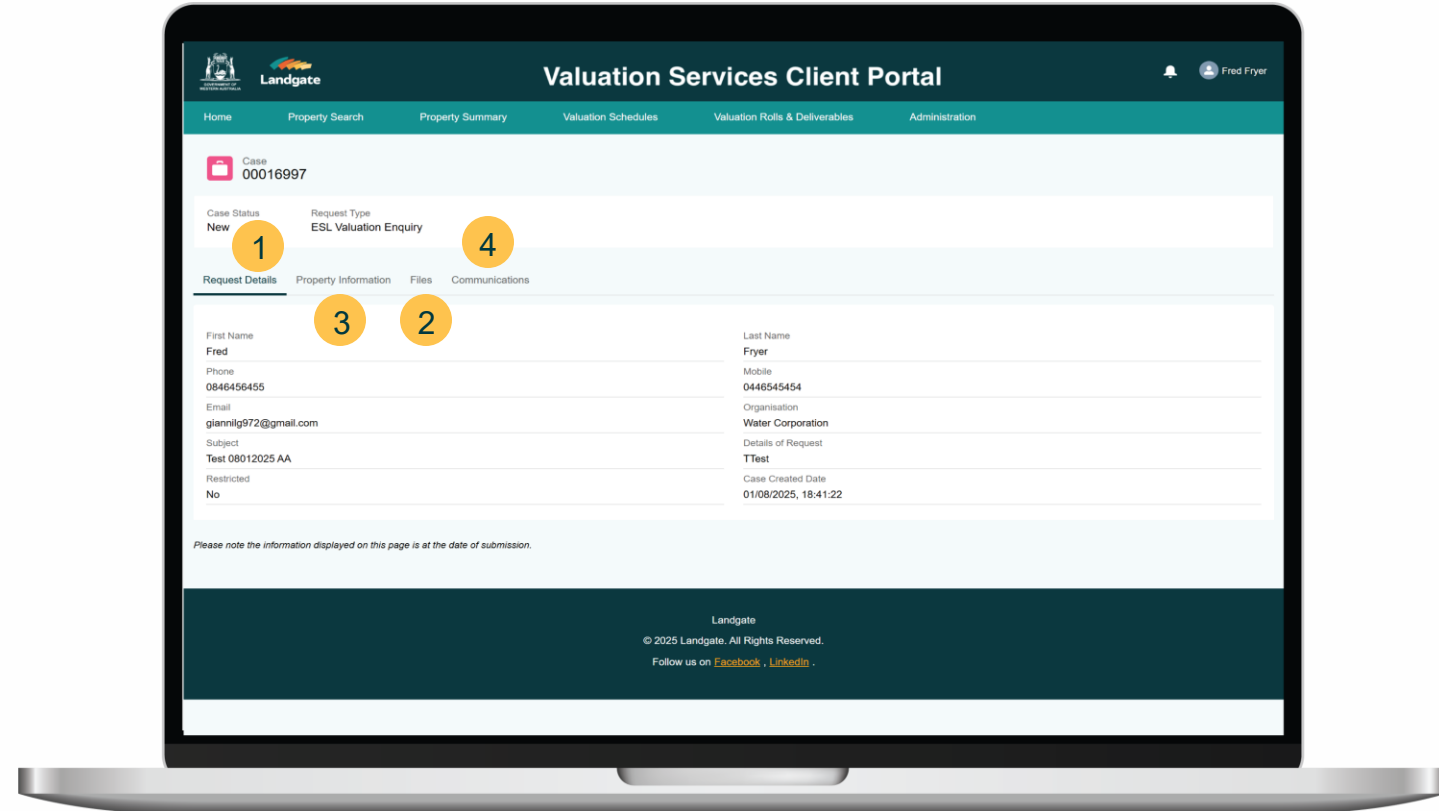 GOVERNMENT OF
WESTERN AUSTRALIA
Landgate
Valuation Services Client Portal
Fred Fryer
Home Property Search Property Summary Valuation Schedules Valuation Rolls & Deliverables Administration
Case
00016997
Case Status Request Type
New ESL Valuation Enquiry
1 4
Request Details Property Information Files Communications
3 2
First Name Last Name
Fred Fryer
Phone Mobile
0846456455 0446545454
Email Organisation
giannilg972@gmail.com Water Corporation
Subject Details of Request
Test 08012025 AA TTest
Restricted Case Created Date
No 01/08/2025, 18:41:22
Please note the information displayed on this page is at the date of submission.
Landgate
© 2025 Landgate. All Rights Reserved.
Follow us on Facebook , LinkedIn .